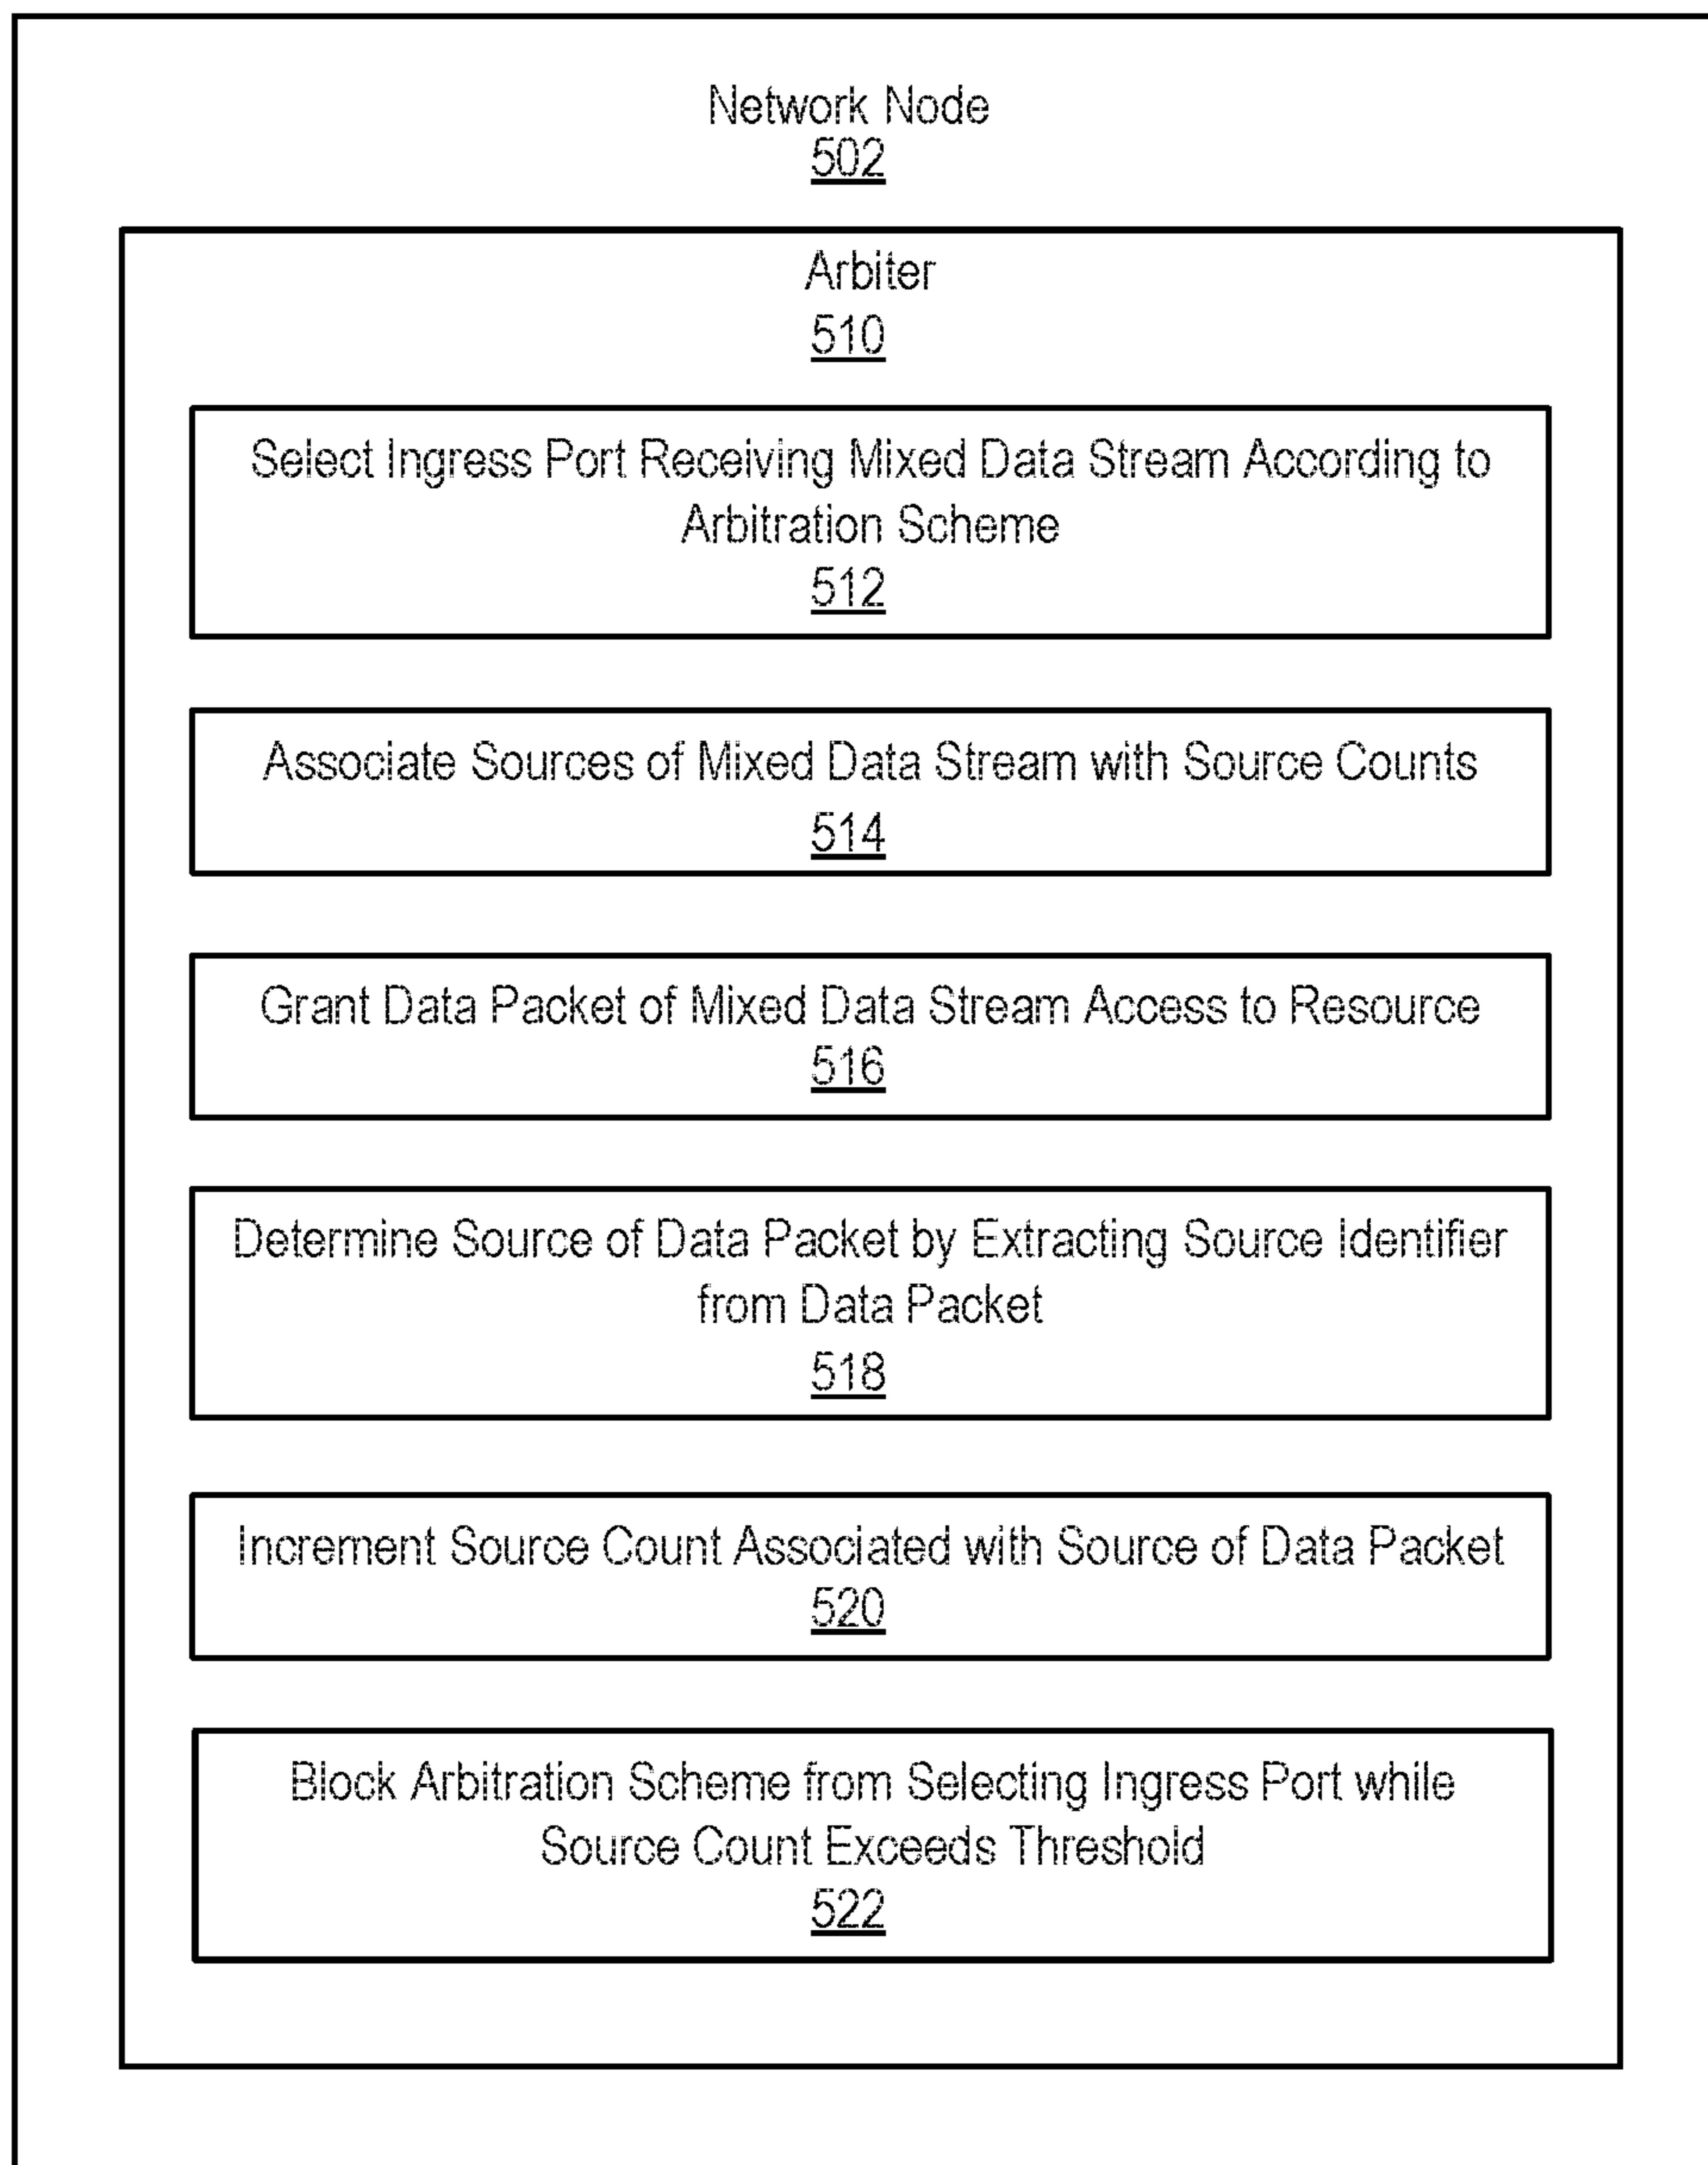 Network Node
502
Arbiter
510
Select Ingress Port Receiving Mixed Data Stream According to
Arbitration Scheme
512
Associate Sources of Mixed Data Stream with Source Counts
514
Grant Data Packet of Mixed Data Stream Access to Resource
516
Determine Source of Data Packet by Extracting Source Identifier
from Data Packet
518
Increment Source Count Associated with Source of Data Packet
520
Block Arbitration Scheme from Selecting Ingress Port while
Source Count Exceeds Threshold
522